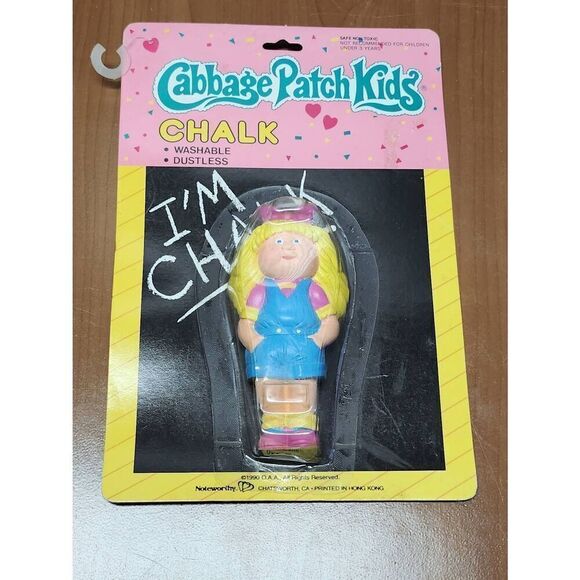 SAFE NON TOXIC
NOT RECOMMENDED FOR CHILDREN
UNDER 3 YEARS
Cabbage Patch Kids
CHALK
• WASHABLE
• DUSTLESS
I'M
CHALK
©1990 O.A.A. All Rights Reserved.
Noteworthy CHATSWORTH, CA • PRINTED IN HONG KONG